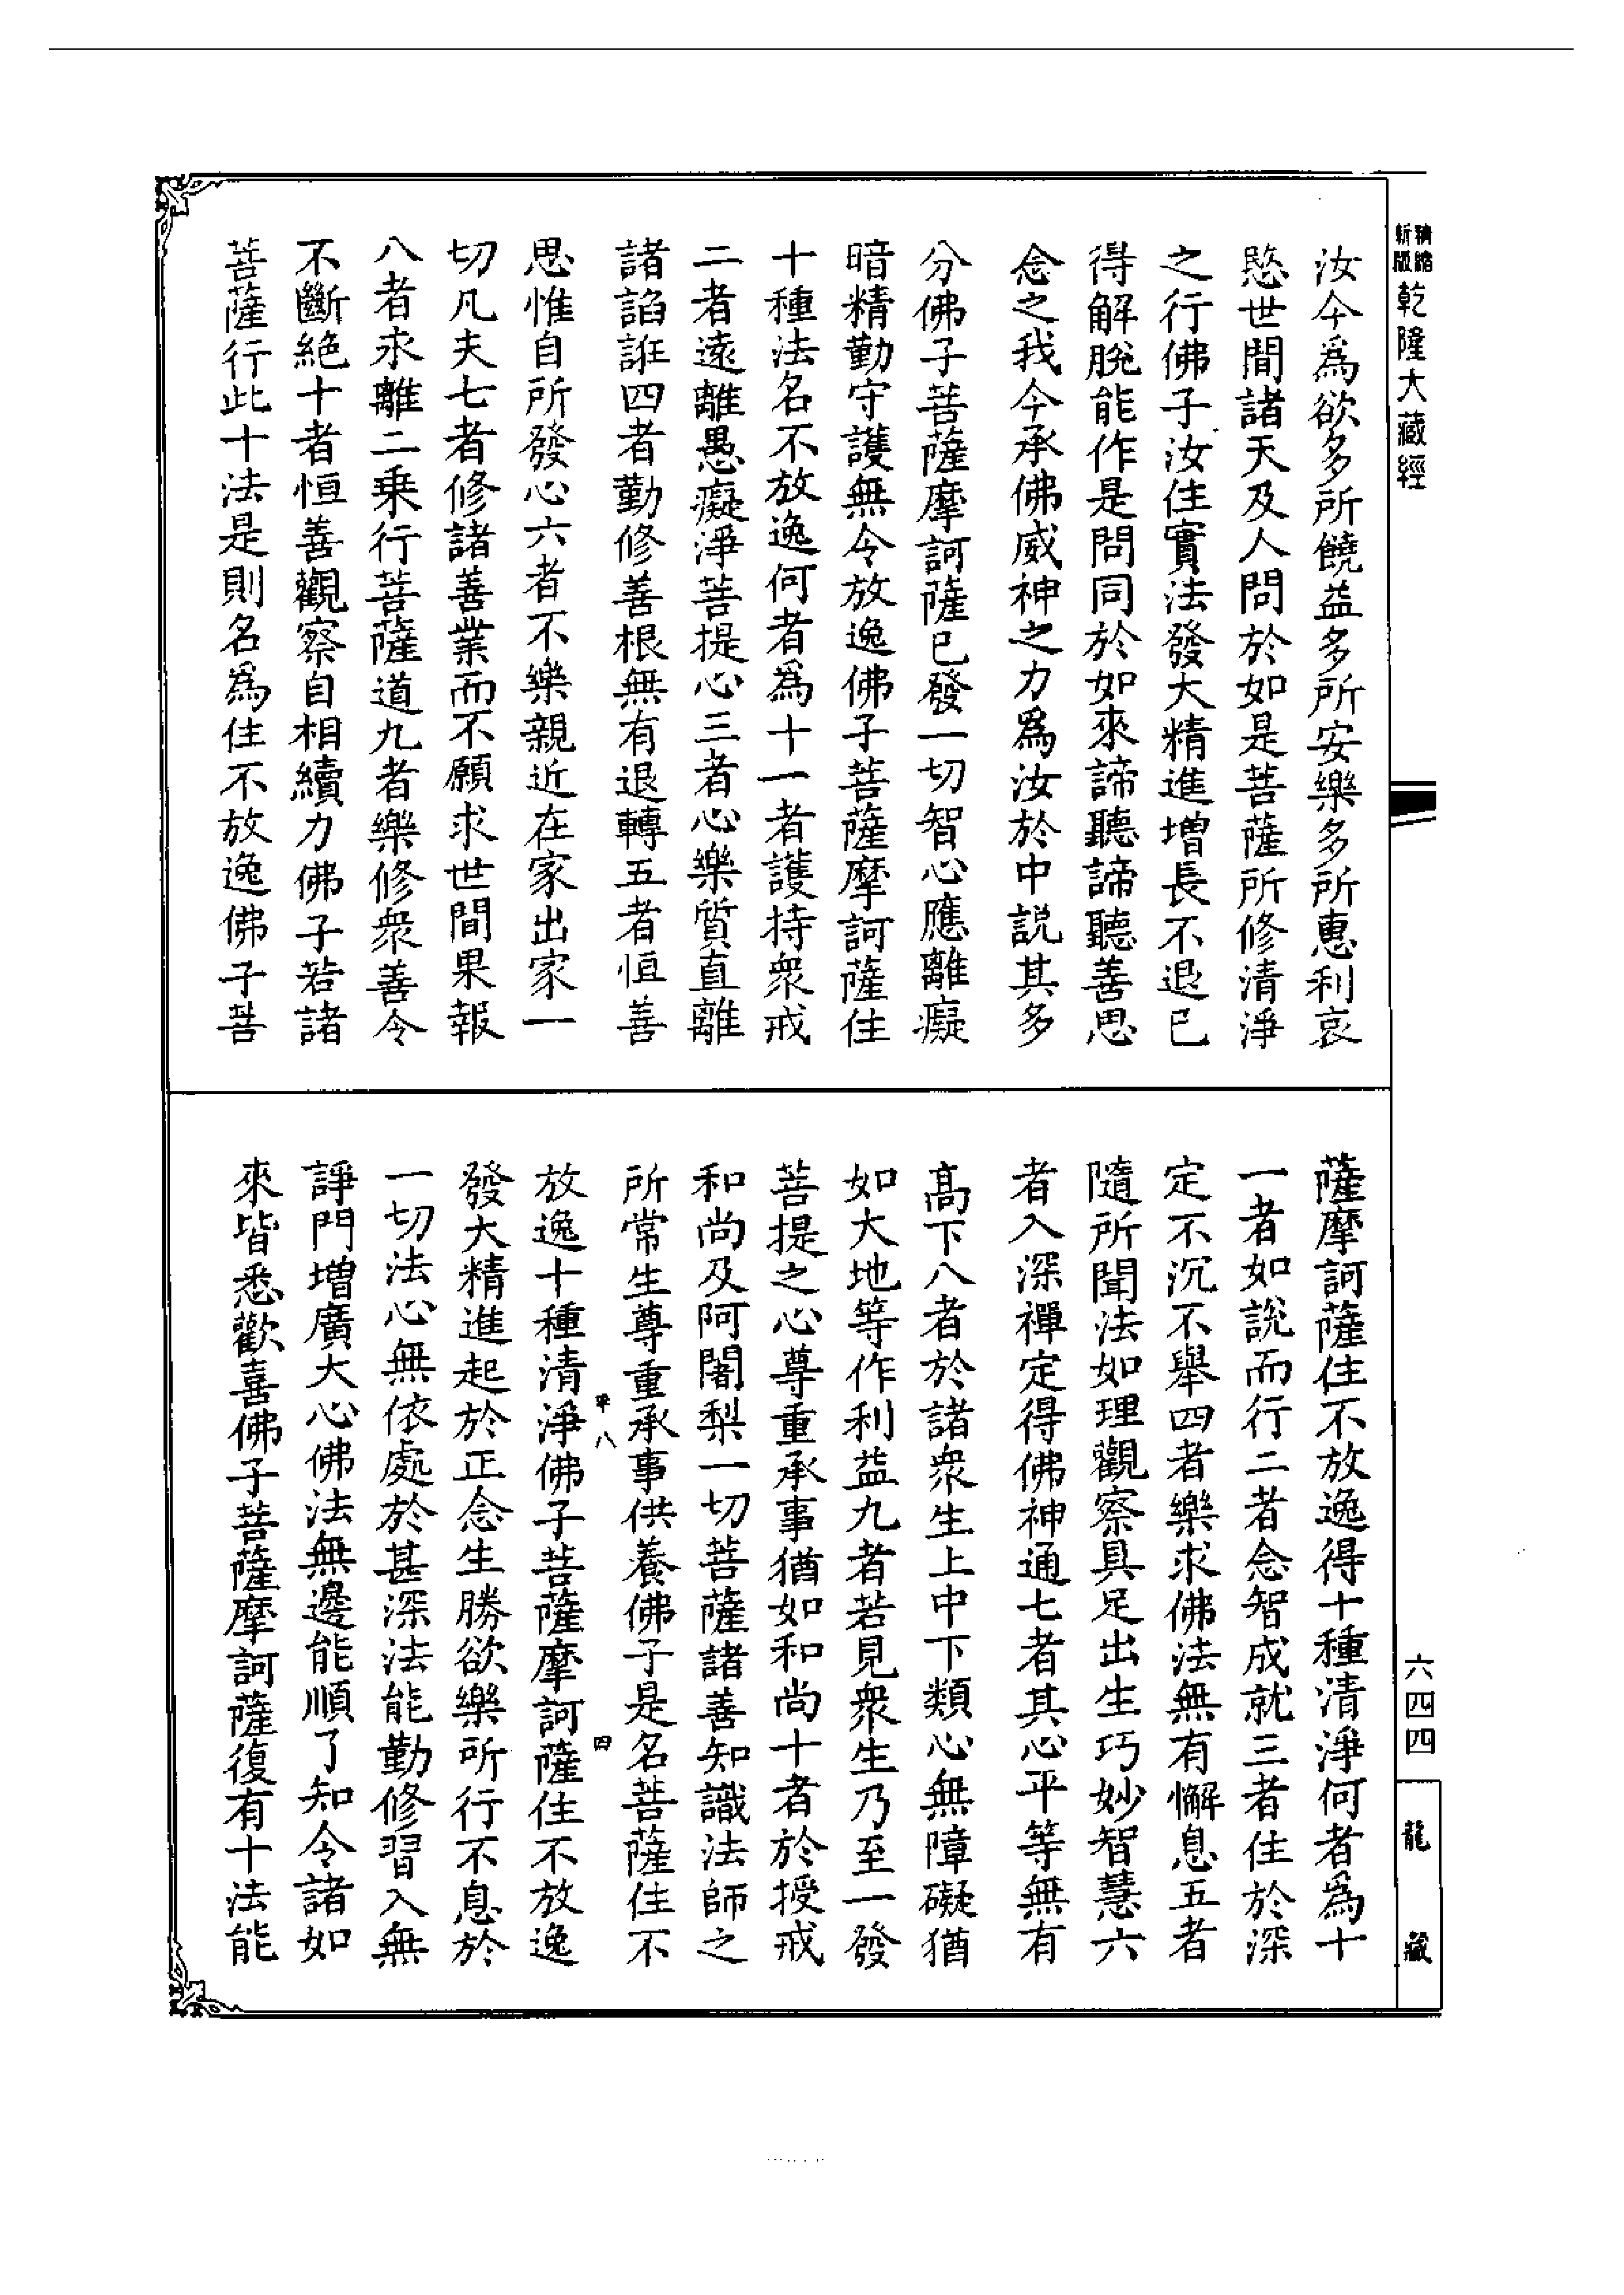 精縮新版乾隆大藏經
汝今為欲多所饒益多所安樂多所惠利哀
愍世間諸天及人問於如是菩薩所修清淨
之行佛子汝住實法發大精進增長不退已
得解脫能作是問同於如來諦聽諦聽善思
念之我今承佛威神之力為汝於中說其多
分佛子菩薩摩訶薩已發一切智心應離癡
暗精勤守護無令放逸佛子菩薩摩訶薩住
十種法名不放逸何者為十一者護持眾戒
二者遠離愚癡淨菩提心三者心樂質直離
諸諂誑四者勤修善根無有退轉五者恒善
思惟自所發心六者不樂親近在家出家一
切凡夫七者修諸善業而不願求世間果報
八者永離二乗行菩薩道九者樂修眾善令
不斷絕十者恒善觀察自相續力佛子若諸
菩薩行此十法是則名為住不放逸佛子菩
薩摩訶薩住不放逸得十種清淨何者為十
一者如說而行二者念智成就三者住於深
定不沉不舉四者樂求佛法無有懈息五者
隨所聞法如理觀察具足出生巧妙智慧六
者入深禪定得佛神通七者其心平等無有
高下八者於諸眾生上中下類心無障礙猶
如大地等作利益九者若見眾生乃至一發
菩提之心尊重承事猶如和尚十者於授戒
和尚及阿闍梨一切菩薩諸善知識法師之
所常生尊重承事供養佛子是名菩薩住不
放逸十種清淨佛子菩薩摩訶薩住不放逸
發大精進起於正念生勝欲樂所行不息於
一切法心無依處於甚深法能勤修習入無
諍門增廣大心佛法無邊能順了知令諸如
來皆悉歡喜佛子菩薩摩訶薩復有十法能
八
四
六四四
龍藏